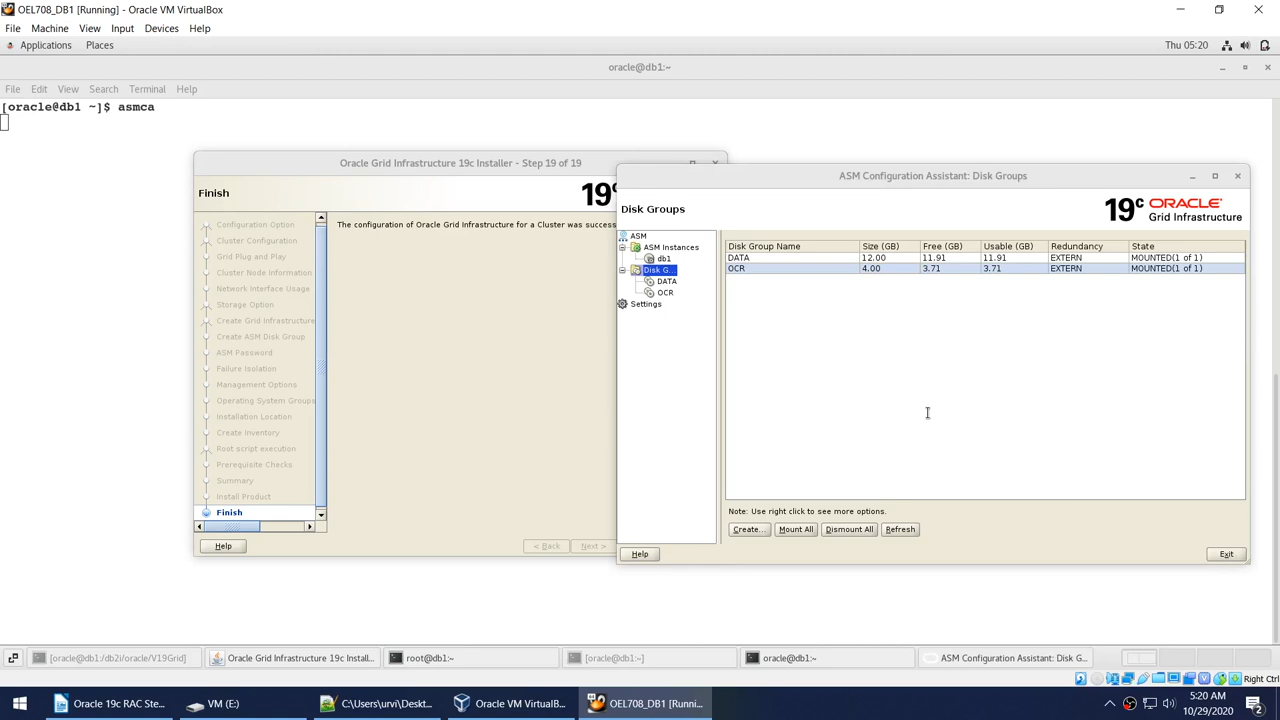 OEL708_DB1 [Running] - Oracle VM VirtualBox
File Machine View Input Devices Help
Applications Places Thu 05:20
oracle@db1:~
File Edit View Search Terminal Help
[oracle@db1 ~]$ asmca
Oracle Grid Infrastructure 19c Installer - Step 19 of 19
Finish
19c
Configuration Option
Cluster Configuration
Grid Plug and Play
Cluster Node Information
Network Interface Usage
Storage Option
Create Grid Infrastructure
Create ASM Disk Group
ASM Password
Failure Isolation
Management Options
Operating System Groups
Installation Location
Create Inventory
Root script execution
Prerequisite Checks
Summary
Install Product
Finish
The configuration of Oracle Grid Infrastructure for a Cluster was success
Help < Back Next >
ASM Configuration Assistant: Disk Groups
Disk Groups
19c ORACLE
Grid Infrastructure
ASM
ASM Instances
db1
Disk G...
DATA
OCR
Settings
Disk Group Name Size (GB) Free (GB) Usable (GB) Redundancy State
DATA 12.00 11.91 11.91 EXTERN MOUNTED(1 of 1)
OCR 4.00 3.71 3.71 EXTERN MOUNTED(1 of 1)
Note: Use right click to see more options.
Create... Mount All Dismount All Refresh
Help Exit
[oracle@db1:/db2i/oracle/V19Grid] Oracle Grid Infrastructure 19c Install... root@db1:~ [oracle@db1:~] oracle@db1:~ ASM Configuration Assistant: Disk G...
Right Ctrl
Oracle 19c RAC Ste... VM (E:) C:\Users\urvi\Deskt... Oracle VM VirtualB... OEL708_DB1 [Runni...
5:20 AM
10/29/2020
2